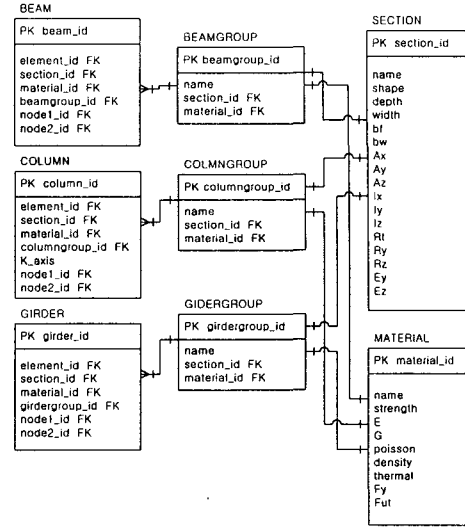 BEAM
PK beam_id
element_id FK
section_id FK
material_id FK
beamgroup_id FK
node1_id FK
node2_id FK
BEAMGROUP
PK beamgroup_id
name
section_id FK
material_id FK
SECTION
PK section_id
name
shape
depth
width
bf
bw
Ax
Ay
Az
Ix
Iy
Iz
Rt
Ry
Rz
Ey
Ez
COLUMN
PK column_id
element_id FK
section_id FK
material_id FK
columngroup_id FK
K_axis
node1_id FK
node2_id FK
COLMNGROUP
PK columngroup_id
name
section_id FK
material_id FK
GIRDER
PK girder_id
element_id FK
section_id FK
material_id FK
girdergroup_id FK
node1_id FK
node2_id FK
GIDERGROUP
PK girdergroup_id
name
section_id FK
material_id FK
MATERIAL
PK material_id
name
strength
E
G
poisson
density
thermal
Fy
Fut